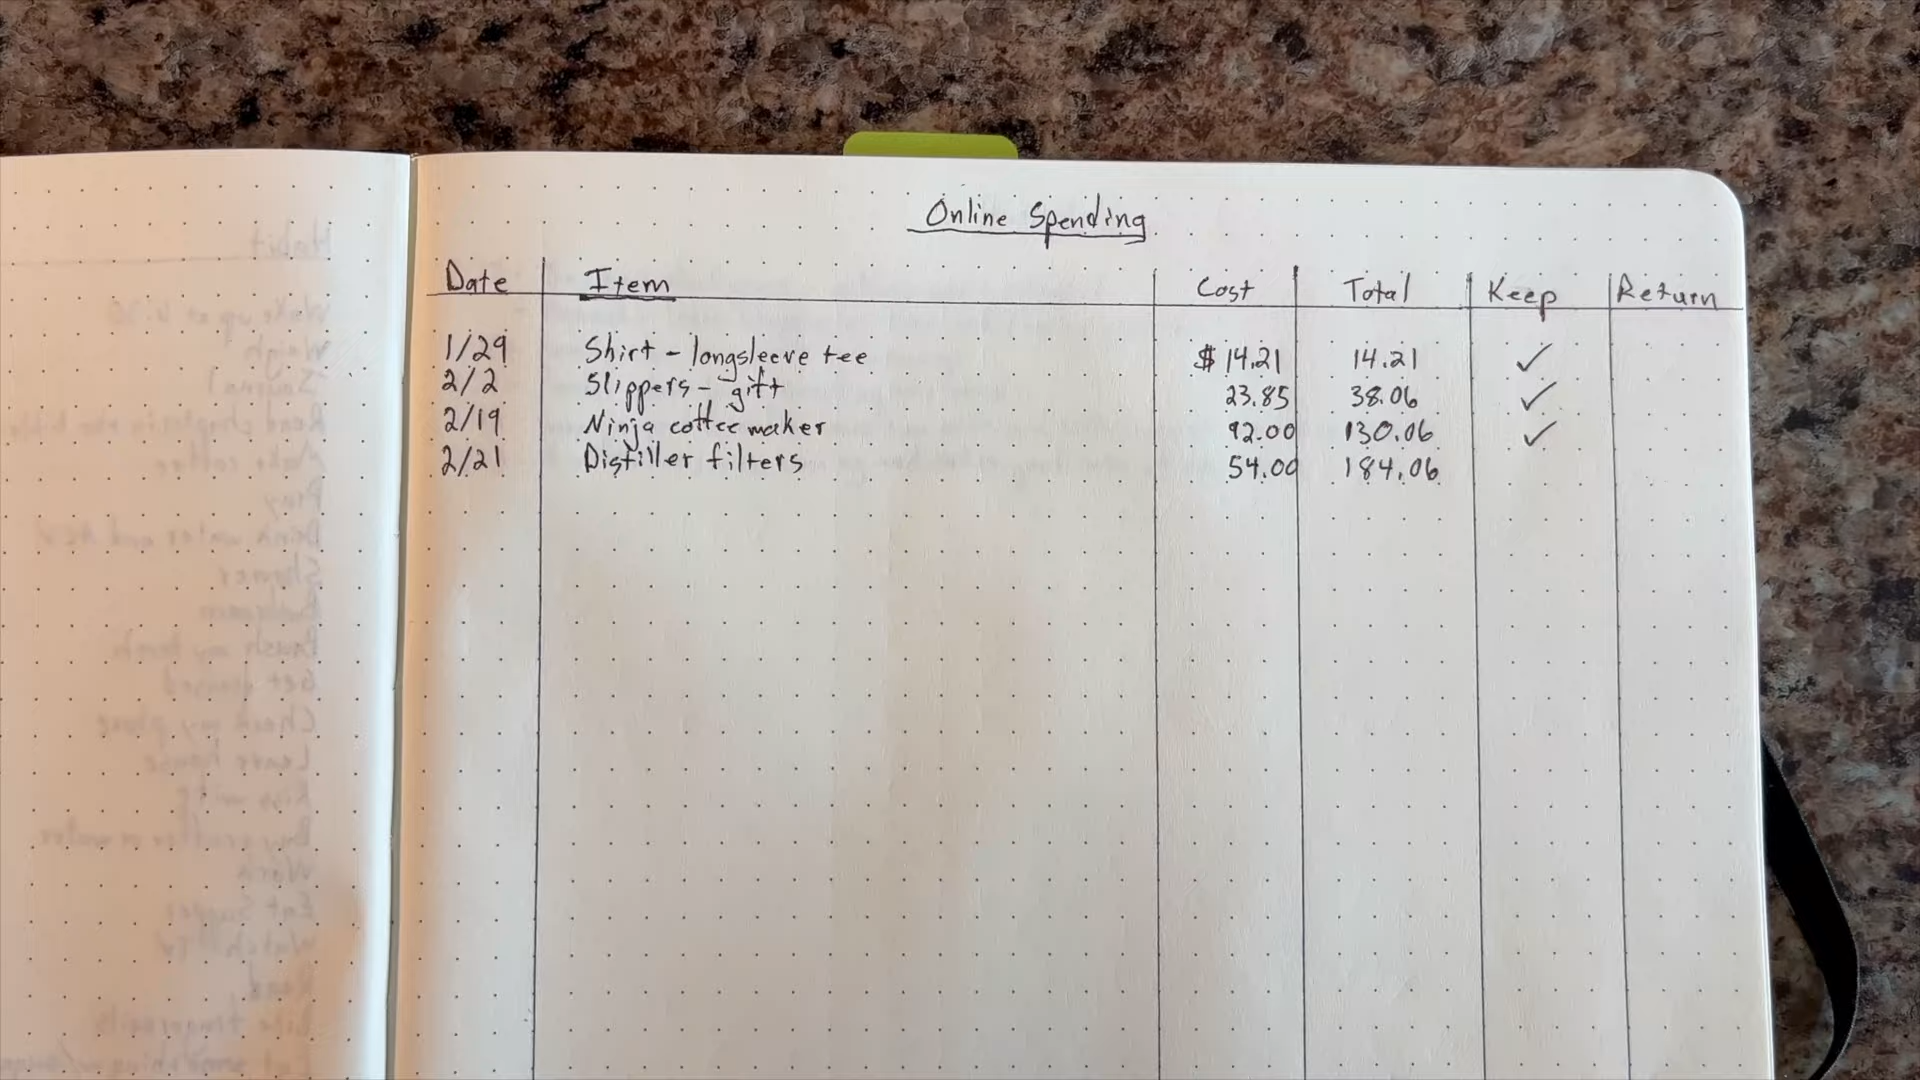 Online Spending
Date Item Cost Total Keep Return
1/29 Shirt - longsleeve tee $14.21 14.21 ✓
2/2 Slippers - gift 23.85 38.06 ✓
2/19 Ninja coffee maker 92.00 130.06 ✓
2/21 Distiller filters 54.00 184.06